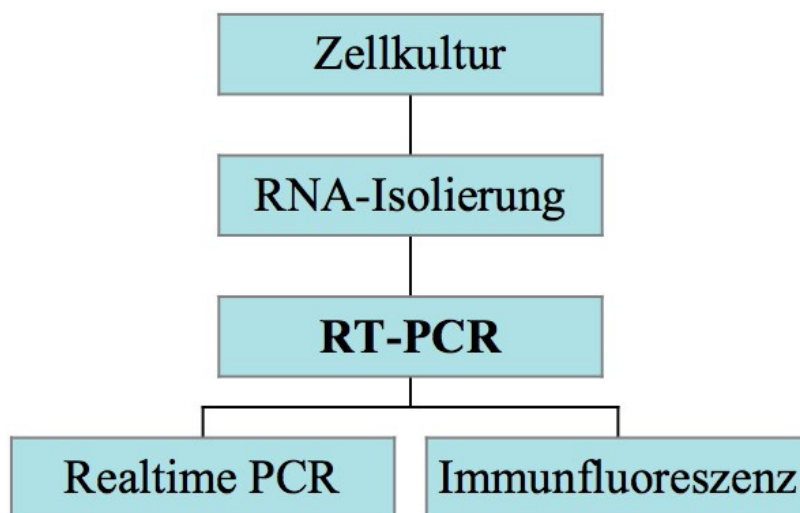 Zellkultur
RNA-Isolierung
RT-PCR
Realtime PCR
Immunfluoreszenz